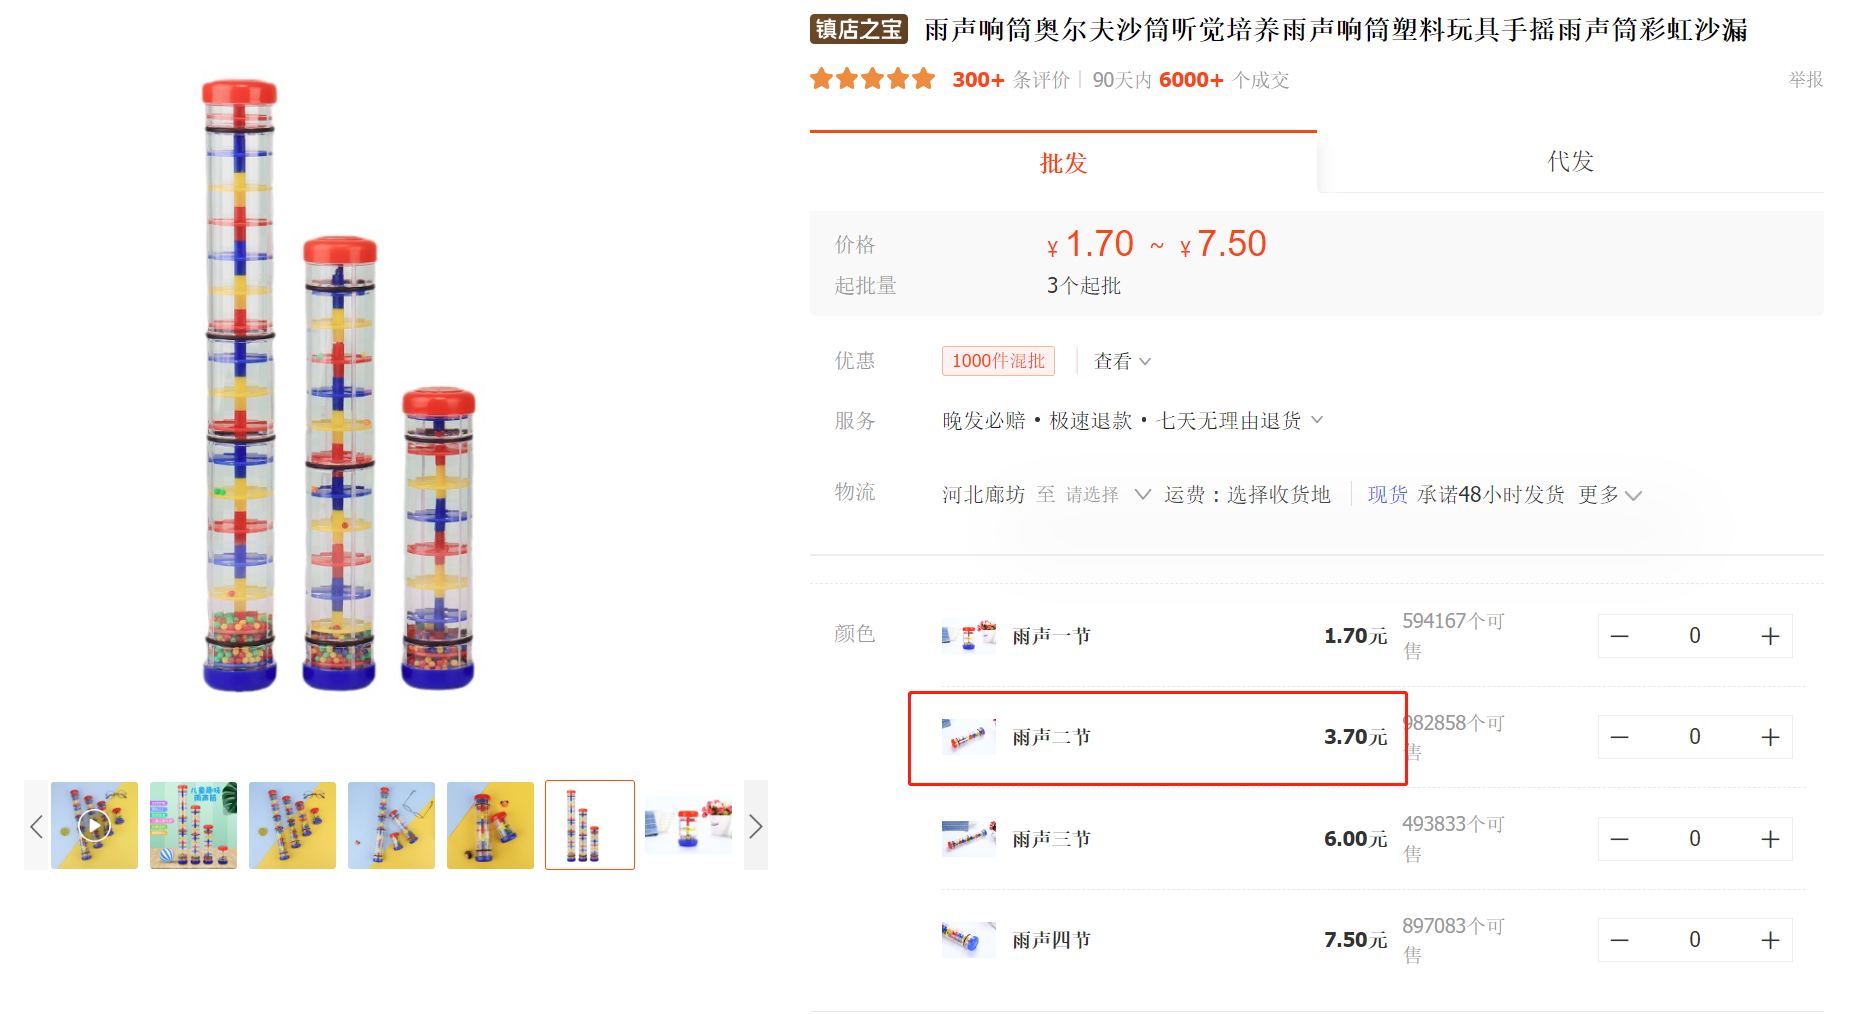 镇店之宝 雨声响筒奥尔夫沙筒听觉培养雨声响筒塑料玩具手摇雨声筒彩虹沙漏
300+ 条评价 90天内 6000+ 个成交 举报
批发 代发
价格 ¥ 1.70 ~ ¥ 7.50
起批量 3个起批
优惠 1000件混批 查看
服务 晚发必赔·极速退款·七天无理由退货
物流 河北廊坊 至 请选择 运费：选择收货地 现货 承诺48小时发货 更多
颜色 雨声一节 1.70元 594167个可售 0
雨声二节 3.70元 982858个可售 0
雨声三节 6.00元 493833个可售 0
雨声四节 7.50元 897083个可售 0
儿童趣味
雨声筒